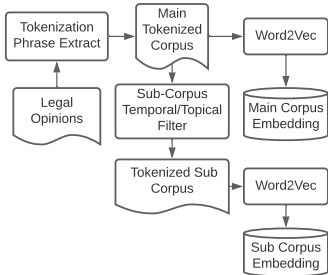 Tokenization
Phrase Extract
Main
Tokenized
Corpus
Word2Vec
Legal
Opinions
Sub-Corpus
Temporal/Topical
Filter
Main Corpus
Embedding
Tokenized Sub
Corpus
Word2Vec
Sub Corpus
Embedding